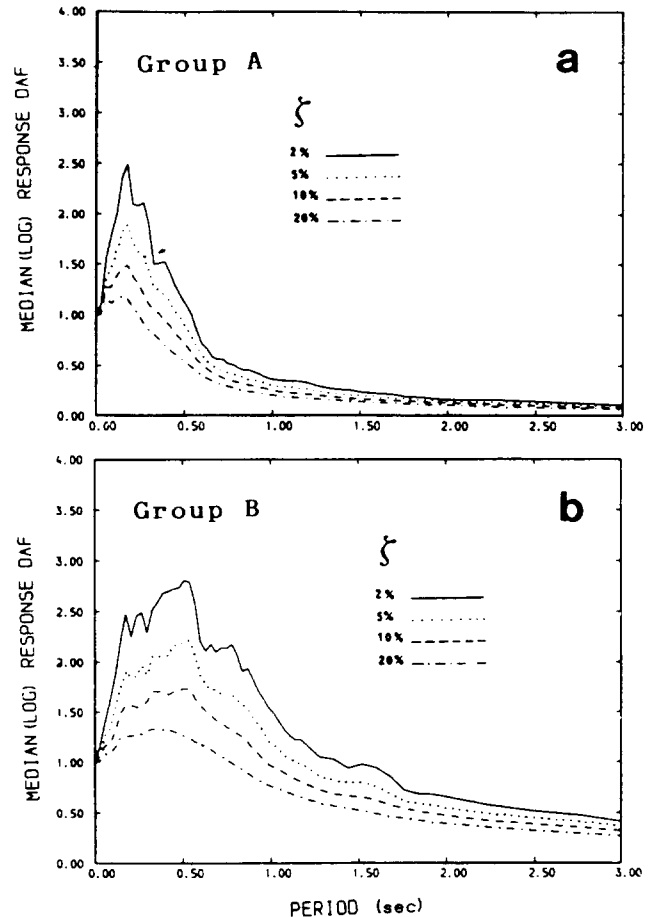 4.00
3.50
3.00
2.50
2.00
1.50
1.00
0.50
0.00
MEDIAN (LOG) RESPONSE DAF
Group A
a
ζ
2%
5%
10%
20%
0.00 0.50 1.00 1.50 2.00 2.50 3.00
4.00
3.50
3.00
2.50
2.00
1.50
1.00
0.50
0.00
MEDIAN (LOG) RESPONSE DAF
Group B
b
ζ
2%
5%
10%
20%
0.00 0.50 1.00 1.50 2.00 2.50 3.00
PERIOD (sec)